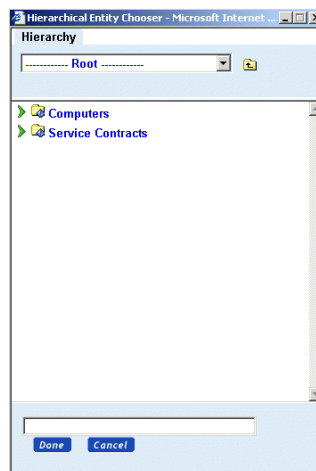 Hierarchical Entity Chooser - Microsoft Internet ...
Hierarchy
------------ Root ------------
Computers
Service Contracts
Done Cancel